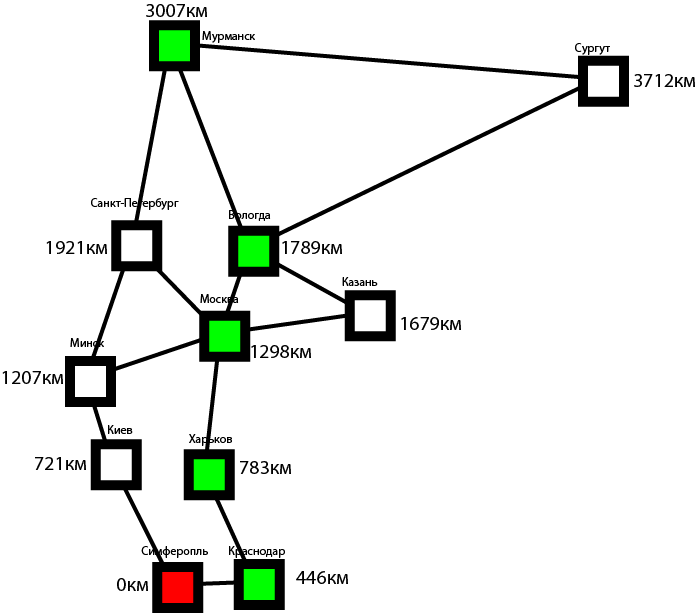 3007км
Мурманск
Сургут
3712км
Санкт-Петербург
1921км
Вологда
1789км
Казань
1679км
Москва
1298км
Минск
1207км
Киев
721км
Харьков
783км
Симферопль
0км
Краснодар
446км